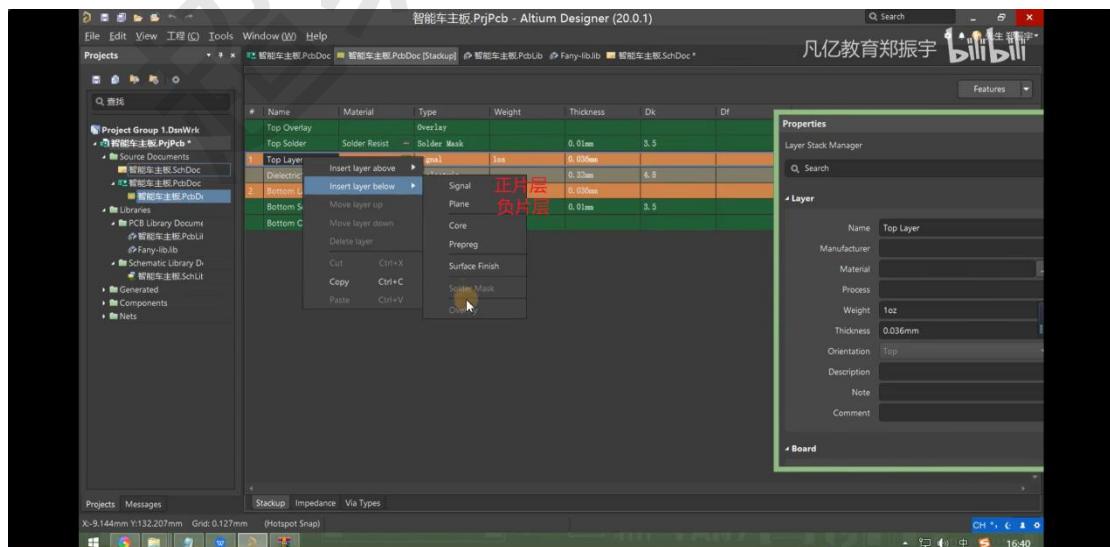 智能车主板.PrjPcb - Altium Designer (20.0.1)
Search
File Edit View 工程(C) Tools Window(W) Help
凡亿教育郑振宇
bilibili
Projects
智能车主板.PcbDoc
智能车主板.PcbDoc [Stackup]
智能车主板.PcbLib
Fany-lib.lib
智能车主板.SchDoc *
Features
查找
# Name Material Type Weight Thickness Dk Df
Top Overlay Overlay
Top Solder Solder Resist Solder Mask 0.01mm 3.5
1 Top Layer 1oz 0.036mm
Dielectric 0.32mm 4.8
2 Bottom L 0.036mm
Bottom S 0.01mm 3.5
Bottom O
Project Group 1.DsnWrk
智能车主板.PrjPcb *
Source Documents
智能车主板.SchDoc
智能车主板.PcbDoc
智能车主板.PcbD
Libraries
PCB Library Docume
智能车主板.PcbLi
Fany-lib.lib
Schematic Library D
智能车主板.SchLit
Generated
Components
Nets
Insert layer above
Insert layer below
Move layer up
Move layer down
Delete layer
Cut Ctrl+X
Copy Ctrl+C
Paste Ctrl+V
Signal 正片层
Plane 负片层
Core
Prepreg
Surface Finish
Solder Mask
Overlay
Properties
Layer Stack Manager
Search
Layer
Name Top Layer
Manufacturer
Material
Process
Weight 1oz
Thickness 0.036mm
Orientation Top
Description
Note
Comment
Board
Projects Messages
Stackup Impedance Via Types
X:-9.144mm Y:132.207mm Grid: 0.127mm (Hotspot Snap)
CH
中
16:40